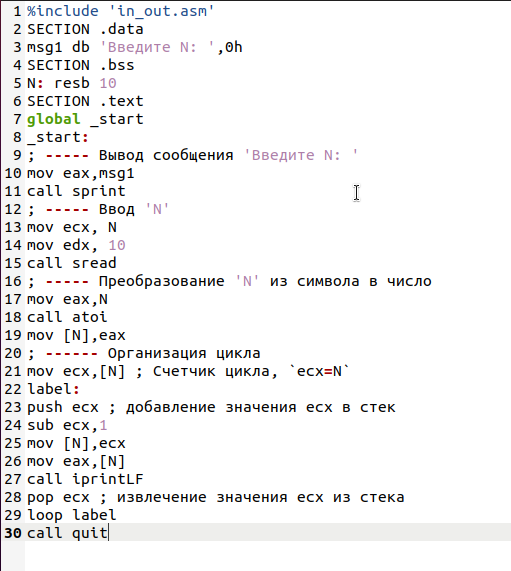 1 %include 'in_out.asm'
2 SECTION .data
3 msg1 db 'Введите N: ',0h
4 SECTION .bss
5 N: resb 10
6 SECTION .text
7 global _start
8 _start:
9 ; ----- Вывод сообщения 'Введите N: '
10 mov eax,msg1
11 call sprint
12 ; ----- Ввод 'N'
13 mov ecx, N
14 mov edx, 10
15 call sread
16 ; ----- Преобразование 'N' из символа в число
17 mov eax,N
18 call atoi
19 mov [N],eax
20 ; ------ Организация цикла
21 mov ecx,[N] ; Счетчик цикла, `ecx=N`
22 label:
23 push ecx ; добавление значения ecx в стек
24 sub ecx,1
25 mov [N],ecx
26 mov eax,[N]
27 call iprintLF
28 pop ecx ; извлечение значения ecx из стека
29 loop label
30 call quit